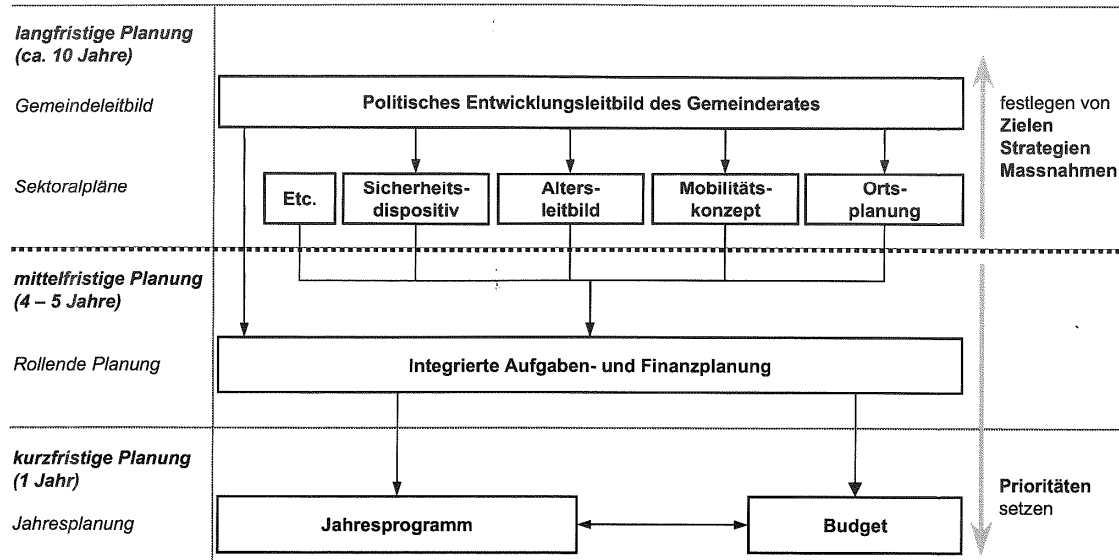 langfristige Planung
(ca. 10 Jahre)
Gemeindeleitbild
Politisches Entwicklungsleitbild des Gemeinderates
festlegen von
Zielen
Strategien
Massnahmen
Sektoralpläne
Etc.
Sicherheits-
dispositiv
Alters-
leitbild
Mobilitäts-
konzept
Orts-
planung
mittelfristige Planung
(4 – 5 Jahre)
Rollende Planung
Integrierte Aufgaben- und Finanzplanung
kurzfristige Planung
(1 Jahr)
Jahresplanung
Jahresprogramm
Budget
Prioritäten
setzen